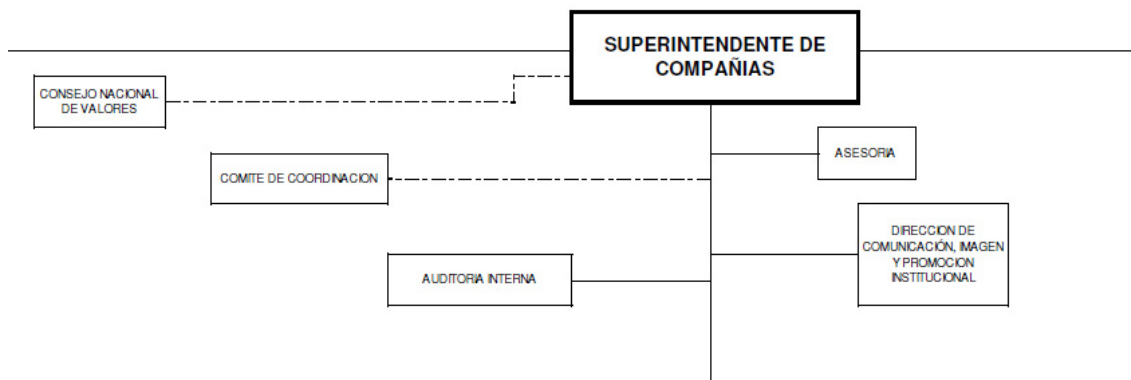 SUPERINTENDENTE DE
COMPAÑIAS
CONSEJO NACIONAL
DE VALORES
ASESORIA
COMITE DE COORDINACION
DIRECCION DE
COMUNICACIÓN, IMAGEN
Y PROMOCION
INSTITUCIONAL
AUDITORIA INTERNA